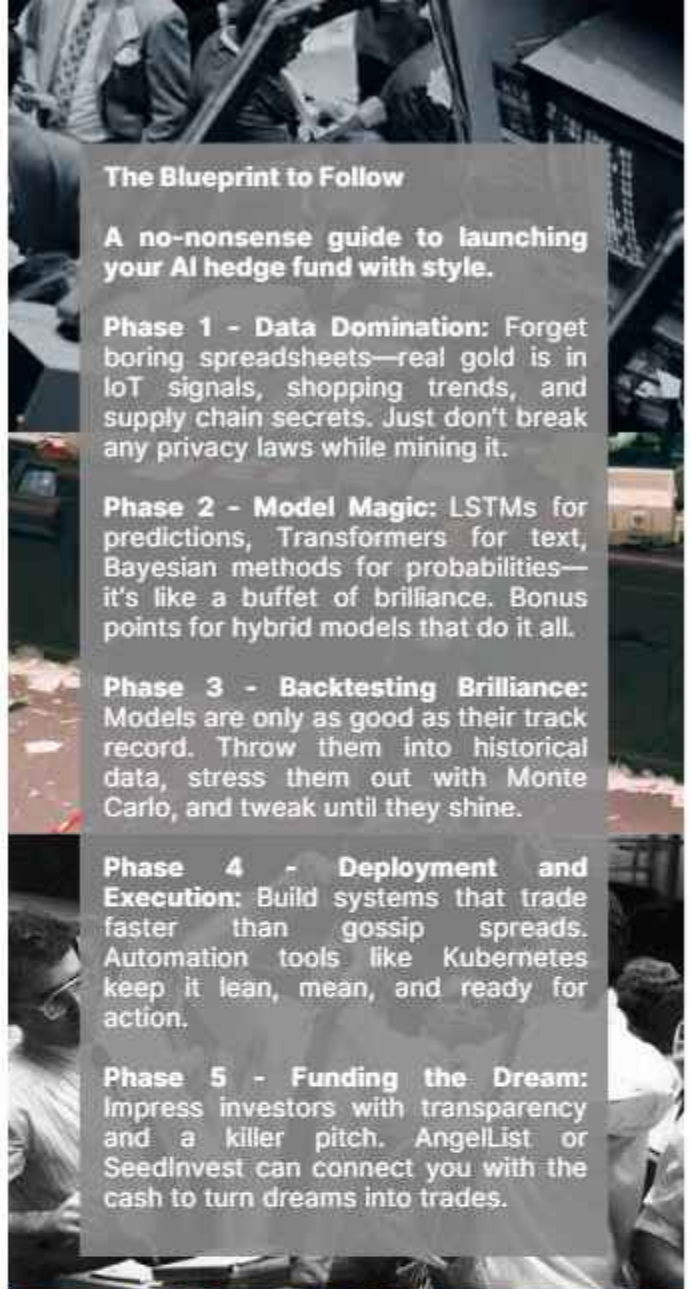 The Blueprint to Follow
A no-nonsense guide to launching
your AI hedge fund with style.
Phase 1 - Data Domination: Forget
boring spreadsheets—real gold is in
IoT signals, shopping trends, and
supply chain secrets. Just don't break
any privacy laws while mining it.
Phase 2 - Model Magic: LSTMs for
predictions, Transformers for text,
Bayesian methods for probabilities—
it's like a buffet of brilliance. Bonus
points for hybrid models that do it all.
Phase 3 - Backtesting Brilliance:
Models are only as good as their track
record. Throw them into historical
data, stress them out with Monte
Carlo, and tweak until they shine.
Phase 4 - Deployment and
Execution: Build systems that trade
faster than gossip spreads.
Automation tools like Kubernetes
keep it lean, mean, and ready for
action.
Phase 5 - Funding the Dream:
Impress investors with transparency
and a killer pitch. AngelList or
SeedInvest can connect you with the
cash to turn dreams into trades.